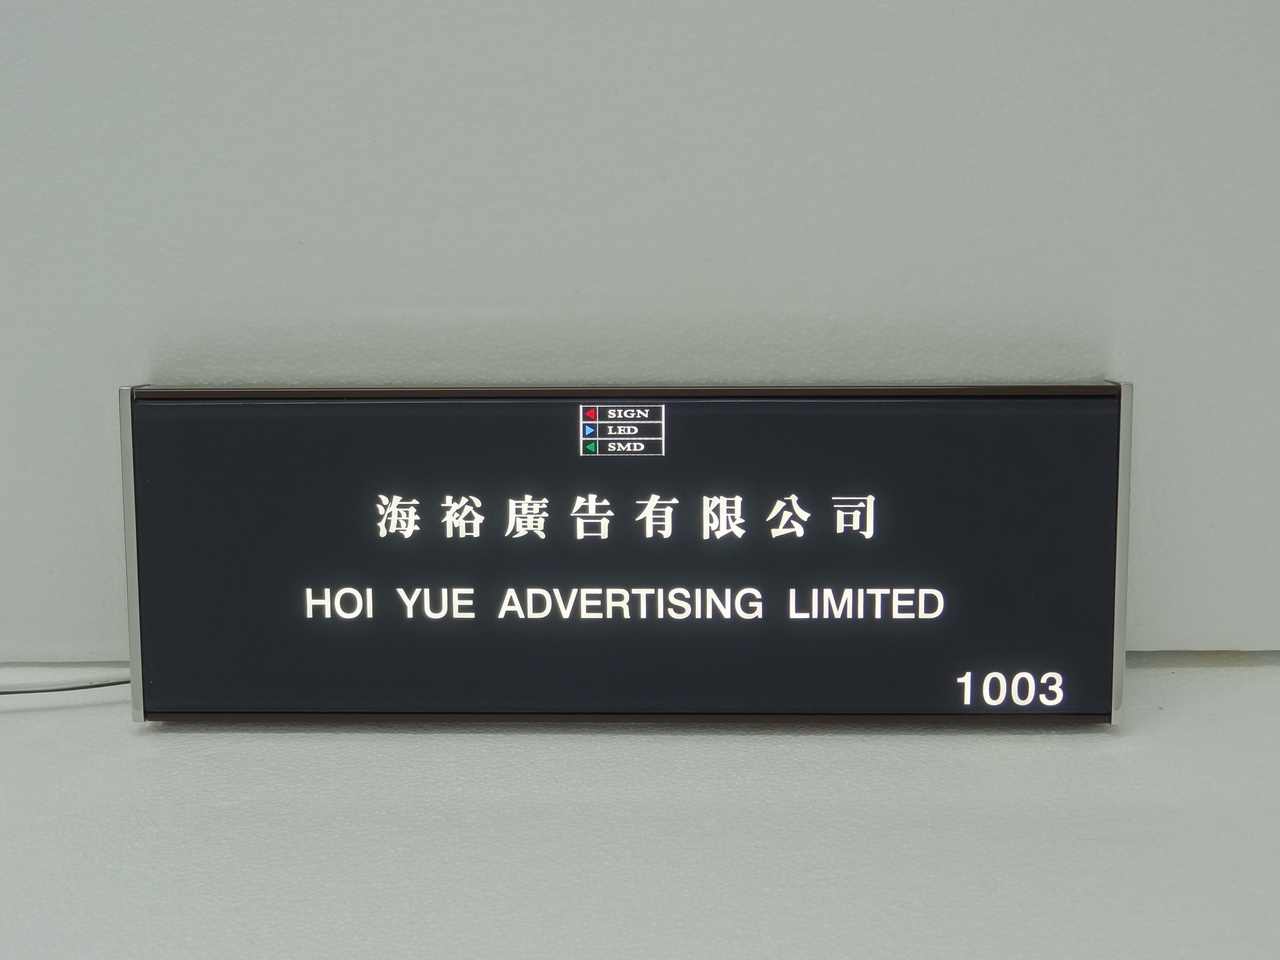 SIGN
LED
SMD
海裕廣告有限公司
HOI YUE ADVERTISING LIMITED
1003